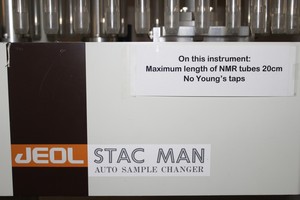 On this instrument:
Maximum length of NMR tubes 20cm
No Young's taps
JEOL STAC MAN
AUTO SAMPLE CHANGER